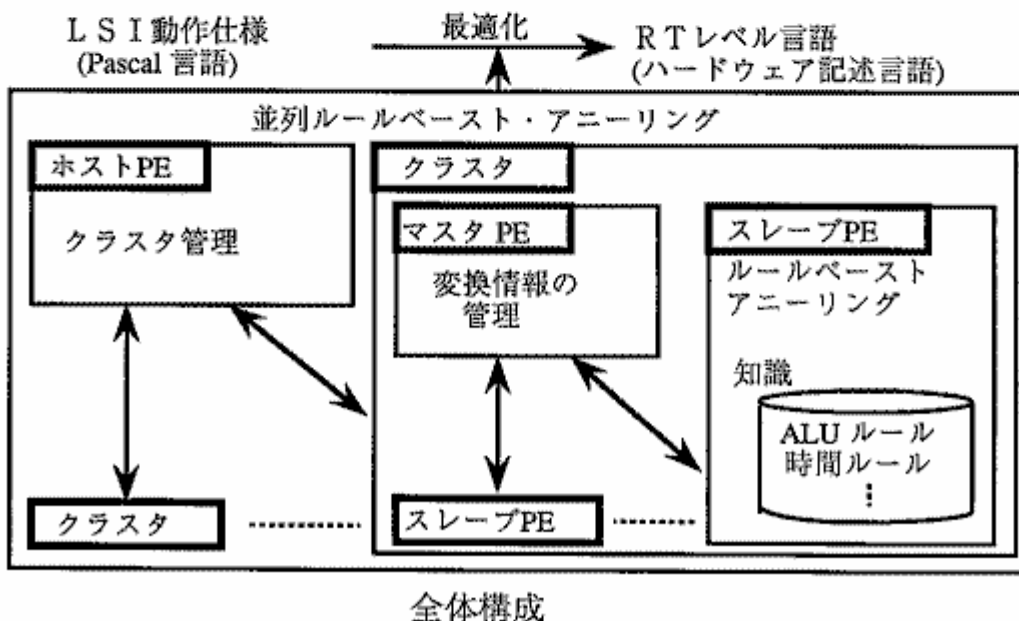 LSI動作仕様
(Pascal 言語)
最適化
RTレベル言語
(ハードウェア記述言語)
並列ルールベースト・アニーリング
ホストPE
クラスタ管理
クラスタ
クラスタ
マスタ PE
変換情報の
管理
スレーブPE
スレーブPE
ルールベースト
アニーリング
知識
ALU ルール
時間ルール
⋮
全体構成